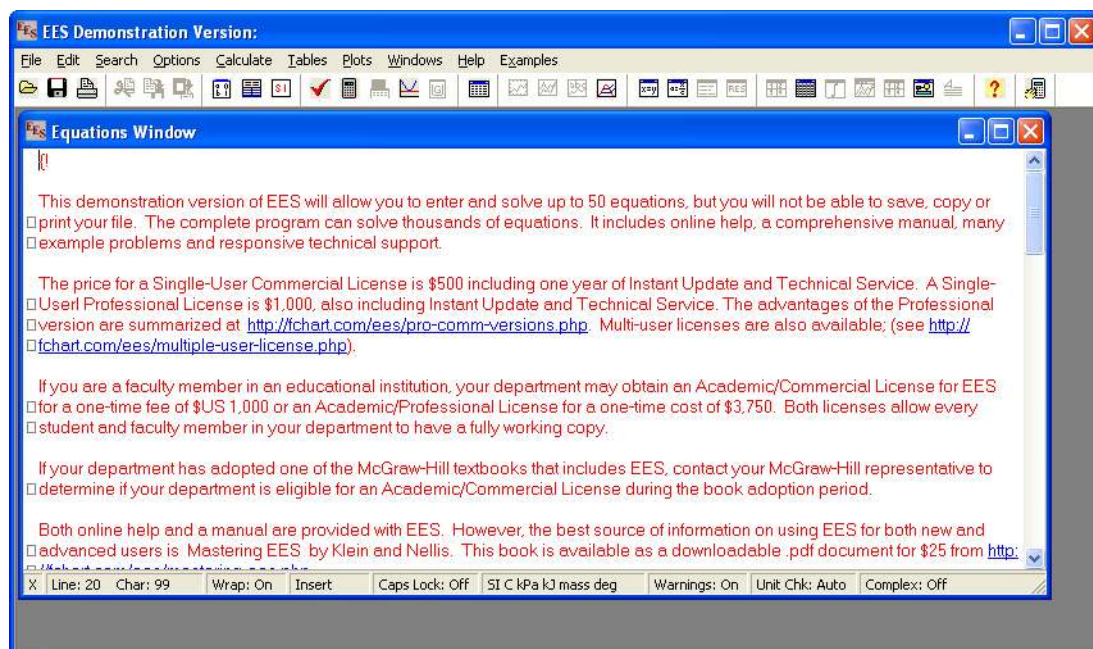 EES Demonstration Version:
File Edit Search Options Calculate Tables Plots Windows Help Examples
Equations Window
{!
This demonstration version of EES will allow you to enter and solve up to 50 equations, but you will not be able to save, copy or
print your file. The complete program can solve thousands of equations. It includes online help, a comprehensive manual, many
example problems and responsive technical support.
The price for a Singlle-User Commercial License is $500 including one year of Instant Update and Technical Service. A Single-
Userl Professional License is $1,000, also including Instant Update and Technical Service. The advantages of the Professional
version are summarized at http://fchart.com/ees/pro-comm-versions.php. Multi-user licenses are also available; (see http://
fchart.com/ees/multiple-user-license.php).
If you are a faculty member in an educational institution, your department may obtain an Academic/Commercial License for EES
for a one-time fee of $US 1,000 or an Academic/Professional License for a one-time cost of $3,750. Both licenses allow every
student and faculty member in your department to have a fully working copy.
If your department has adopted one of the McGraw-Hill textbooks that includes EES, contact your McGraw-Hill representative to
determine if your department is eligible for an Academic/Commercial License during the book adoption period.
Both online help and a manual are provided with EES. However, the best source of information on using EES for both new and
advanced users is Mastering EES by Klein and Nellis. This book is available as a downloadable .pdf document for $25 from http:
X Line: 20 Char: 99 Wrap: On Insert Caps Lock: Off SI C kPa kJ mass deg Warnings: On Unit Chk: Auto Complex: Off